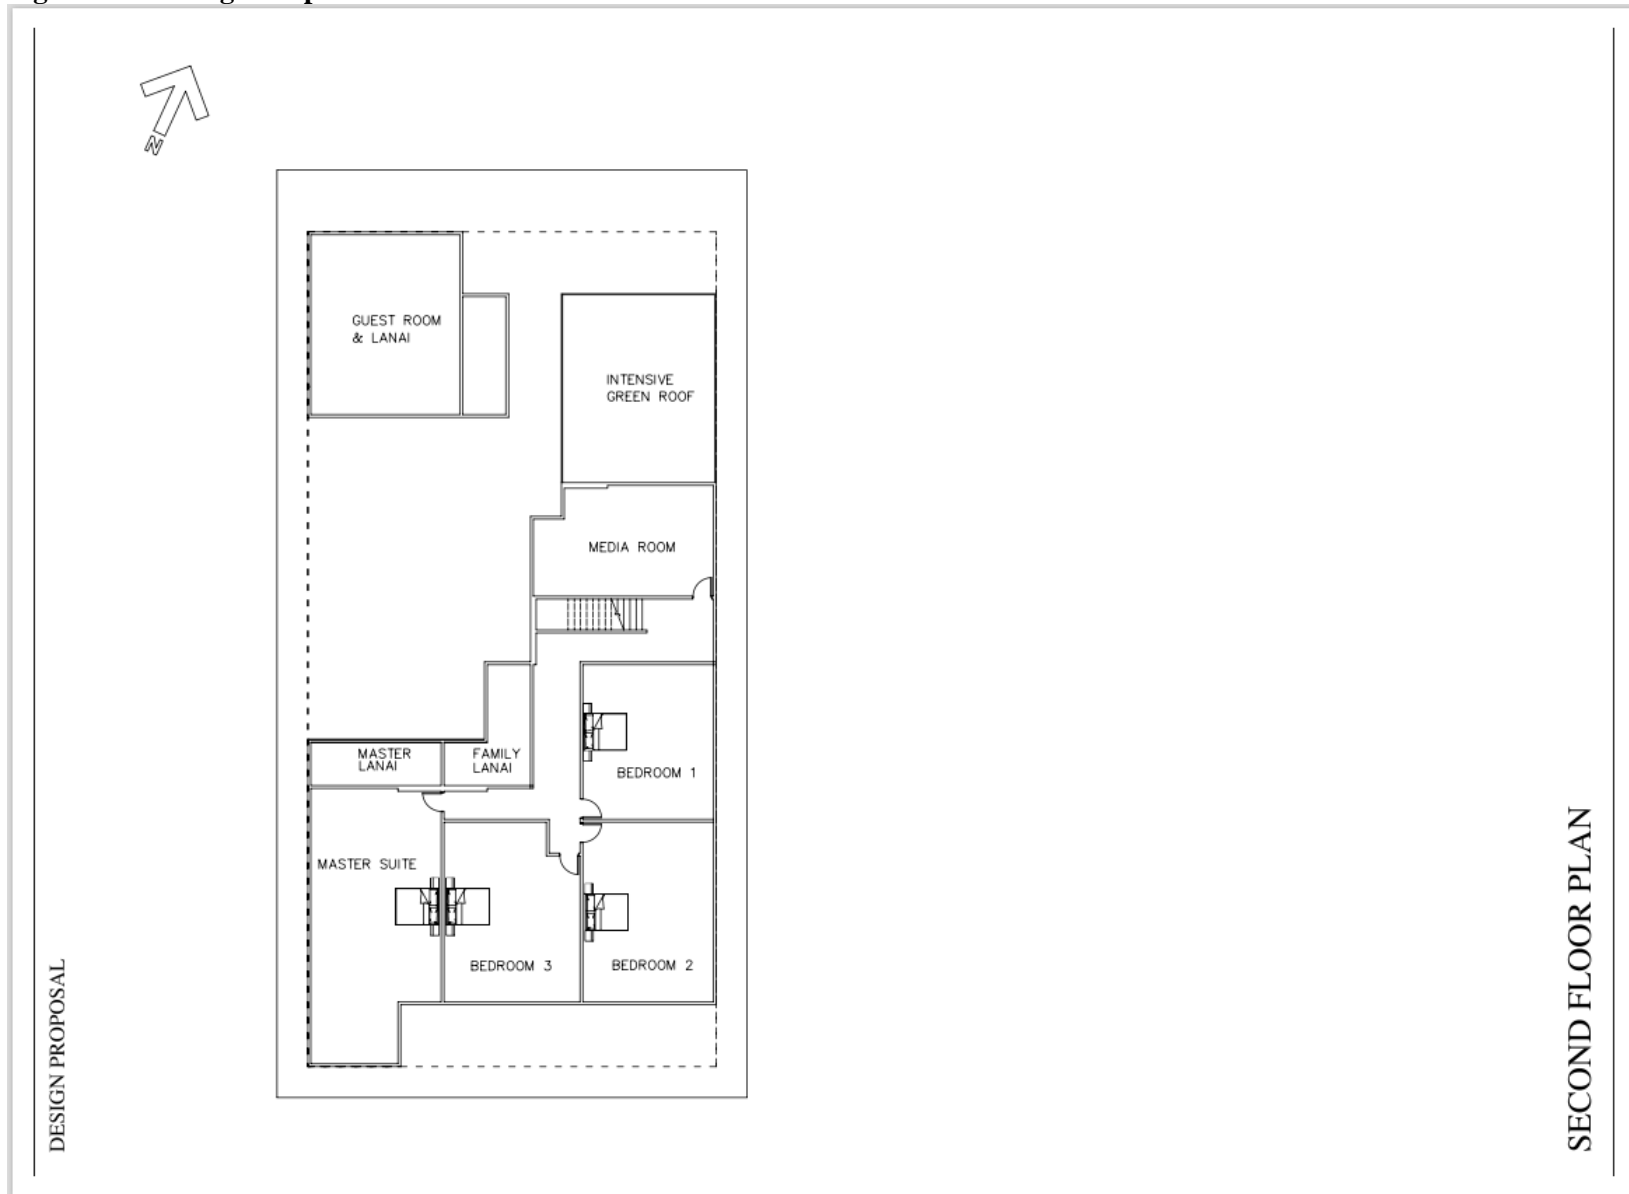 N
GUEST ROOM
& LANAI
INTENSIVE
GREEN ROOF
MEDIA ROOM
MASTER
LANAI
FAMILY
LANAI
BEDROOM 1
MASTER SUITE
BEDROOM 3
BEDROOM 2
DESIGN PROPOSAL
SECOND FLOOR PLAN